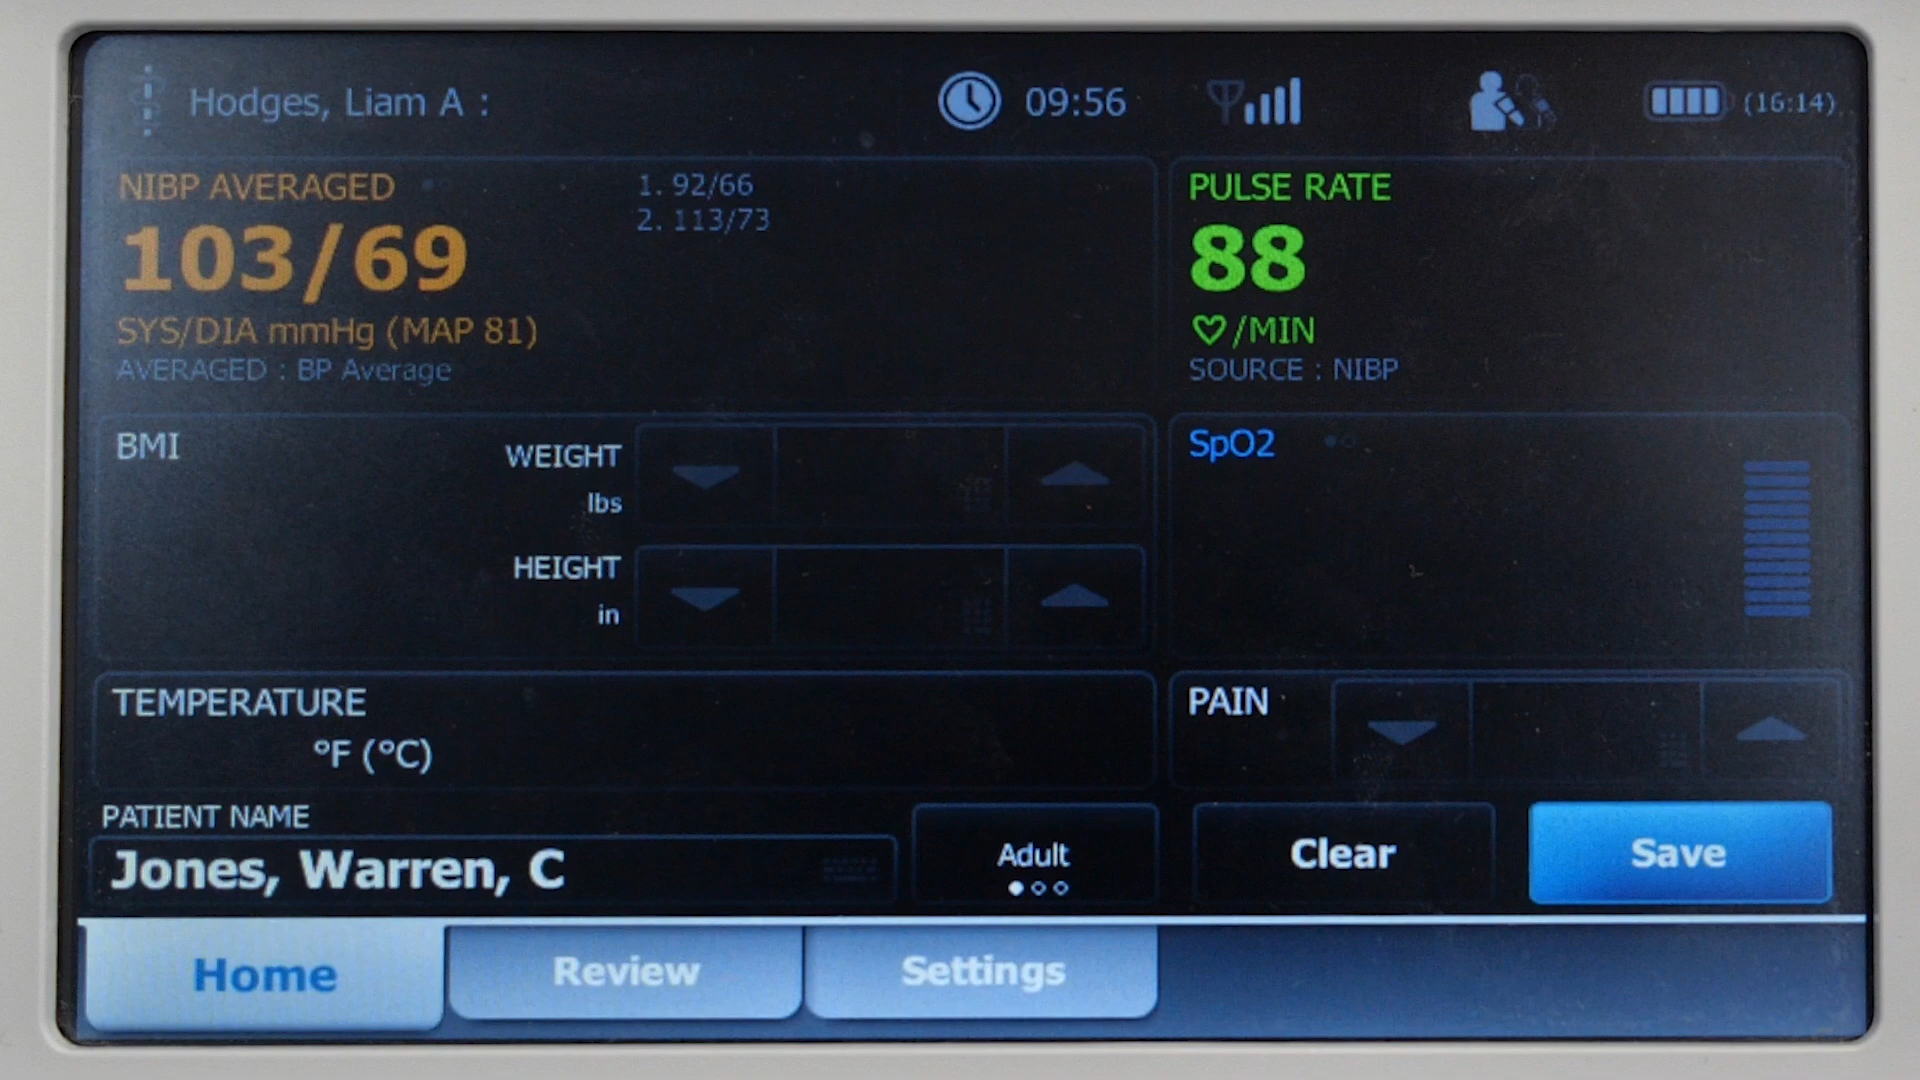 Hodges, Liam A :
09:56
(16:14)
NIBP AVERAGED
1. 92/66
2. 113/73
103/69
SYS/DIA mmHg (MAP 81)
AVERAGED : BP Average
PULSE RATE
88
/MIN
SOURCE : NIBP
BMI
WEIGHT
lbs
HEIGHT
in
SpO2
TEMPERATURE
°F (°C)
PAIN
PATIENT NAME
Jones, Warren, C
Adult
Clear
Save
Home
Review
Settings